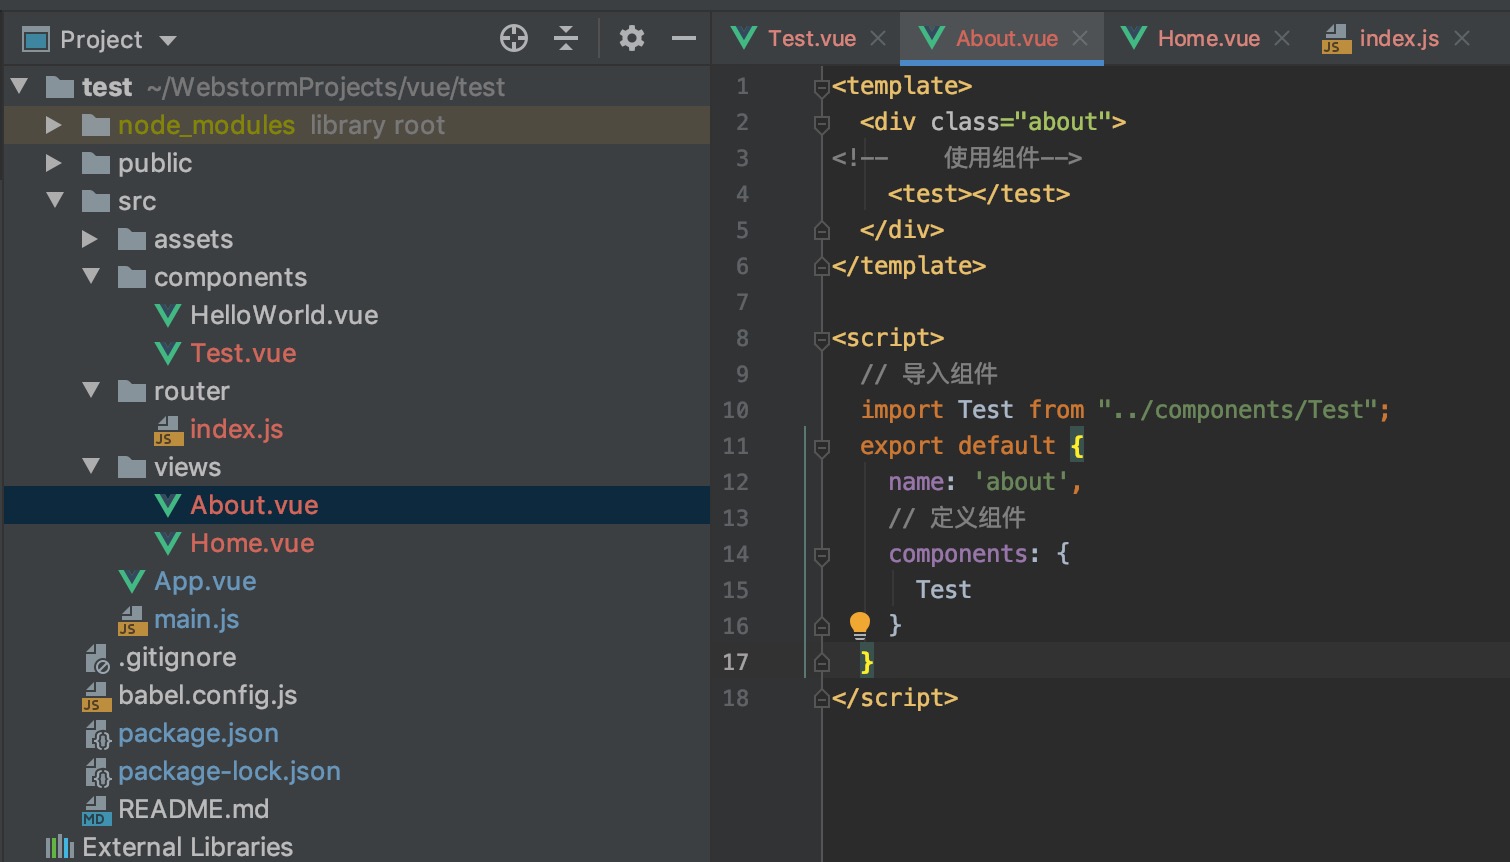 Project
test ~/WebstormProjects/vue/test
node_modules library root
public
src
assets
components
HelloWorld.vue
Test.vue
router
index.js
views
About.vue
Home.vue
App.vue
main.js
.gitignore
babel.config.js
package.json
package-lock.json
README.md
External Libraries
Test.vue About.vue Home.vue index.js
1 <template>
2 <div class="about">
3 <!-- 使用组件-->
4 <test></test>
5 </div>
6 </template>
7
8 <script>
9 // 导入组件
10 import Test from "../components/Test";
11 export default {
12 name: 'about',
13 // 定义组件
14 components: {
15 Test
16 }
17 }
18 </script>